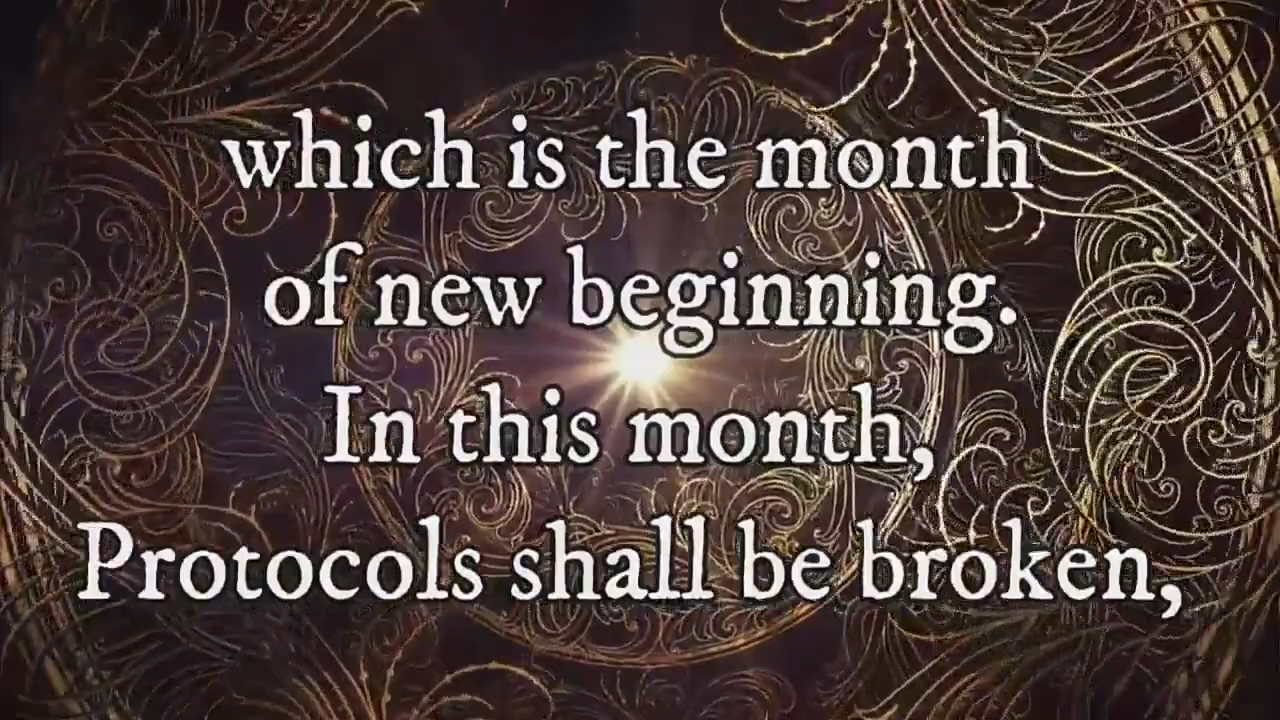 which is the month
of new beginning.
In this month,
Protocols shall be broken,